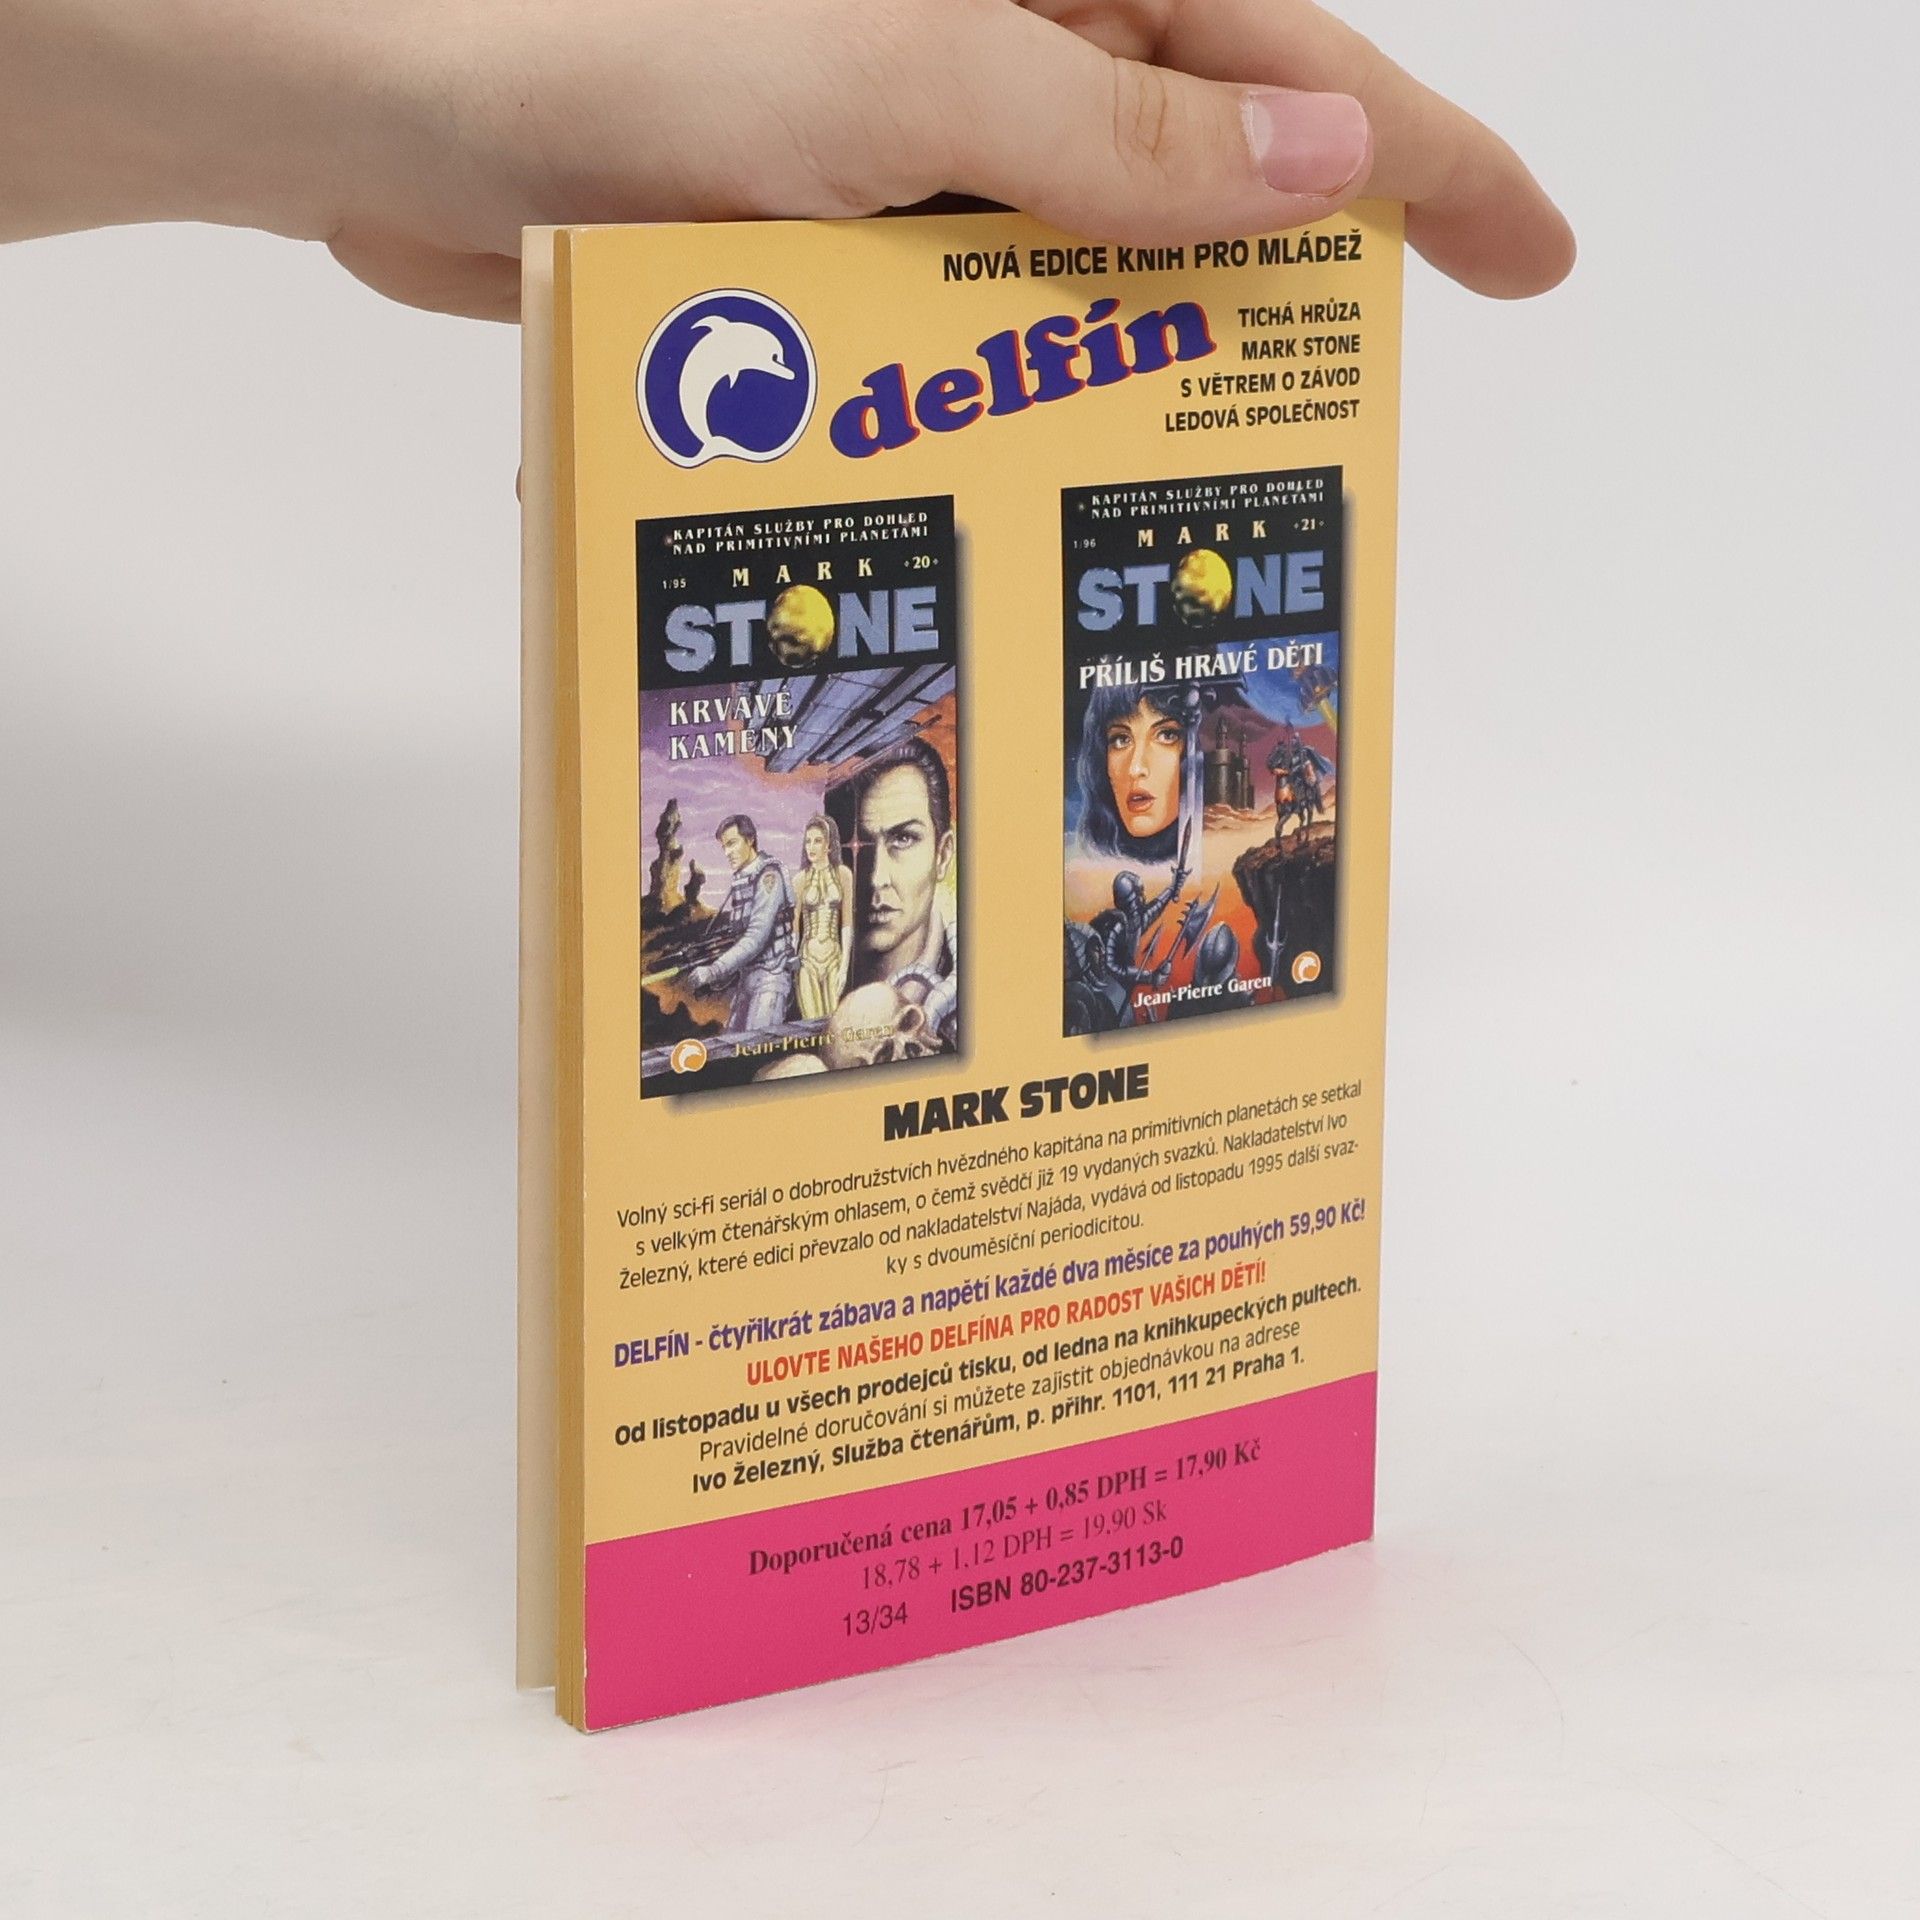 NOVÁ EDICE KNIH PRO MLÁDEŽ
delfín
TICHÁ HRŮZA
MARK STONE
S VĚTREM O ZÁVOD
LEDOVÁ SPOLEČNOST
KAPITÁN SLUŽBY PRO DOHLED
NAD PRIMITIVNÍMI PLANETAMI
1/95
MARK
20
STONE
KRVAVÉ
KAMENY
Jean-Pierre Garen
KAPITÁN SLUŽBY PRO DOHLED
NAD PRIMITIVNÍMI PLANETAMI
1/96
MARK
21
STONE
PŘÍLIŠ HRAVÉ DĚTI
Jean-Pierre Garen
MARK STONE
Volný sci-fi seriál o dobrodružstvích hvězdného kapitána na primitivních planetách se setkal
s velkým čtenářským ohlasem, o čemž svědčí již 19 vydaných svazků. Nakladatelství Ivo
Železný, které edici převzalo od nakladatelství Najáda, vydává od listopadu 1995 další svaz-
ky s dvouměsíční periodicitou.
DELFÍN - čtyřikrát zábava a napětí každé dva měsíce za pouhých 59,90 Kč!
ULOVTE NAŠEHO DELFÍNA PRO RADOST VAŠICH DĚTÍ!
Od listopadu u všech prodejců tisku, od ledna na knihkupeckých pultech.
Pravidelné doručování si můžete zajistit objednávkou na adrese
Ivo Železný, Služba čtenářům, p. přihr. 1101, 111 21 Praha 1.
Doporučená cena 17,05 + 0,85 DPH = 17,90 Kč
18,78 + 1,12 DPH = 19,90 Sk
13/34 ISBN 80-237-3113-0